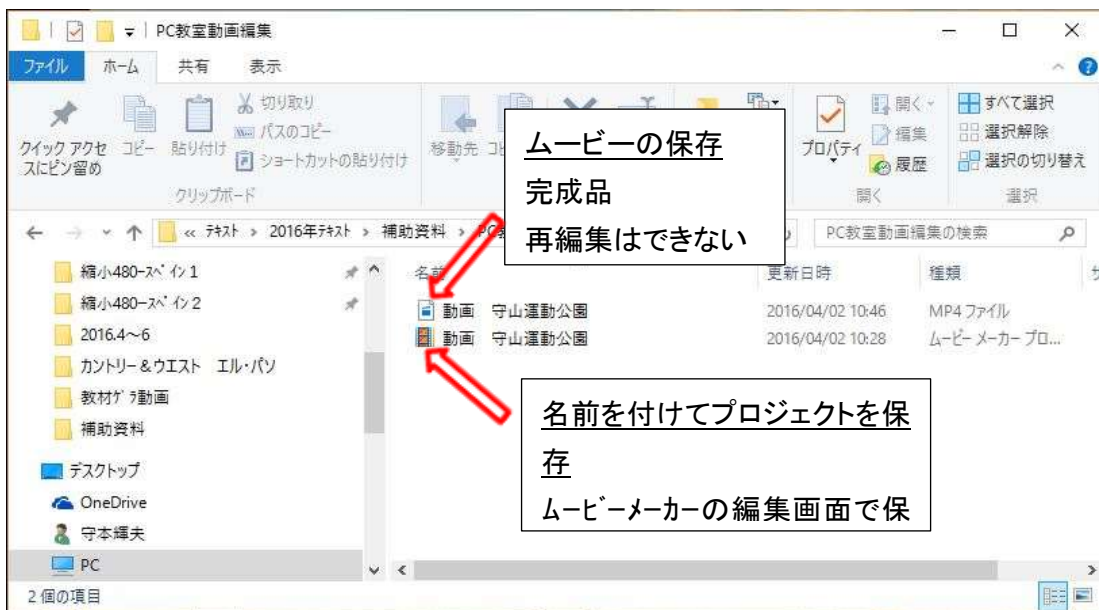 PC教室動画編集
ファイル ホーム 共有 表示
クイック アクセスにピン留め
コピー
貼り付け
切り取り
パスのコピー
ショートカットの貼り付け
クリップボード
移動先
プロパティ
開く
編集
履歴
開く
すべて選択
選択解除
選択の切り替え
選択
ムービーの保存
完成品
再編集はできない
« テキスト › 2016年テキスト › 補助資料 ›
PC教室動画編集の検索
縮小480-スペイン1
縮小480-スペイン2
2016.4～6
カントリー&ウエスト エル・パソ
教材ゲラ動画
補助資料
デスクトップ
OneDrive
守本輝夫
PC
名前 更新日時 種類
動画 守山運動公園 2016/04/02 10:46 MP4 ファイル
動画 守山運動公園 2016/04/02 10:28 ムービー メーカー プロ...
名前を付けてプロジェクトを保
存
ムービーメーカーの編集画面で保
2 個の項目